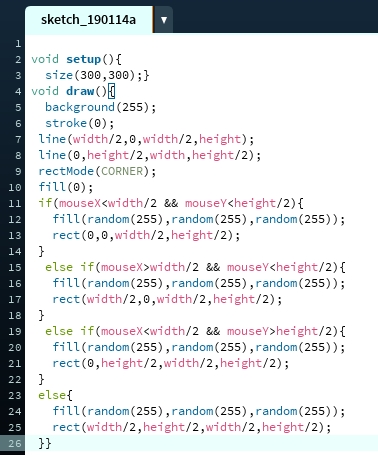 sketch_190114a ▼
1
2 void setup(){
3   size(300,300);}
4 void draw(){
5   background(255);
6   stroke(0);
7  line(width/2,0,width/2,height);
8  line(0,height/2,width,height/2);
9  rectMode(CORNER);
10  fill(0);
11  if(mouseX<width/2 && mouseY<height/2){
12    fill(random(255),random(255),random(255));
13    rect(0,0,width/2,height/2);
14  }
15   else if(mouseX>width/2 && mouseY<height/2){
16    fill(random(255),random(255),random(255));
17    rect(width/2,0,width/2,height/2);
18  }
19   else if(mouseX<width/2 && mouseY>height/2){
20    fill(random(255),random(255),random(255));
21    rect(0,height/2,width/2,height/2);
22  }
23  else{
24    fill(random(255),random(255),random(255));
25    rect(width/2,height/2,width/2,height/2);
26  }}